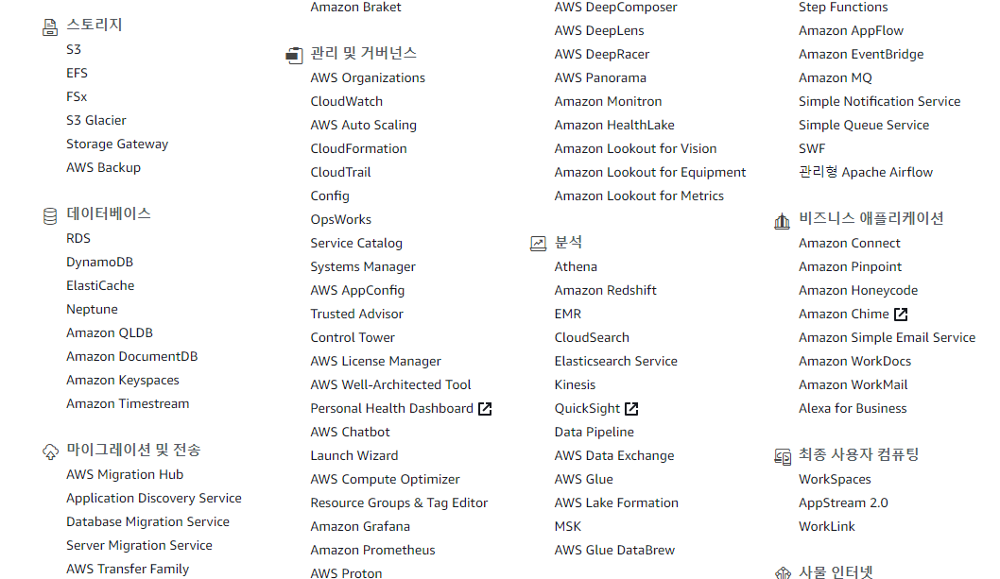 스토리지
S3
EFS
FSx
S3 Glacier
Storage Gateway
AWS Backup
데이터베이스
RDS
DynamoDB
ElastiCache
Neptune
Amazon QLDB
Amazon DocumentDB
Amazon Keyspaces
Amazon Timestream
마이그레이션 및 전송
AWS Migration Hub
Application Discovery Service
Database Migration Service
Server Migration Service
AWS Transfer Family
Amazon Braket
관리 및 거버넌스
AWS Organizations
CloudWatch
AWS Auto Scaling
CloudFormation
CloudTrail
Config
OpsWorks
Service Catalog
Systems Manager
AWS AppConfig
Trusted Advisor
Control Tower
AWS License Manager
AWS Well-Architected Tool
Personal Health Dashboard
AWS Chatbot
Launch Wizard
AWS Compute Optimizer
Resource Groups & Tag Editor
Amazon Grafana
Amazon Prometheus
AWS Proton
AWS DeepComposer
AWS DeepLens
AWS DeepRacer
AWS Panorama
Amazon Monitron
Amazon HealthLake
Amazon Lookout for Vision
Amazon Lookout for Equipment
Amazon Lookout for Metrics
분석
Athena
Amazon Redshift
EMR
CloudSearch
Elasticsearch Service
Kinesis
QuickSight
Data Pipeline
AWS Data Exchange
AWS Glue
AWS Lake Formation
MSK
AWS Glue DataBrew
Step Functions
Amazon AppFlow
Amazon EventBridge
Amazon MQ
Simple Notification Service
Simple Queue Service
SWF
관리형 Apache Airflow
비즈니스 애플리케이션
Amazon Connect
Amazon Pinpoint
Amazon Honeycode
Amazon Chime
Amazon Simple Email Service
Amazon WorkDocs
Amazon WorkMail
Alexa for Business
최종 사용자 컴퓨팅
WorkSpaces
AppStream 2.0
WorkLink
사물 인터넷